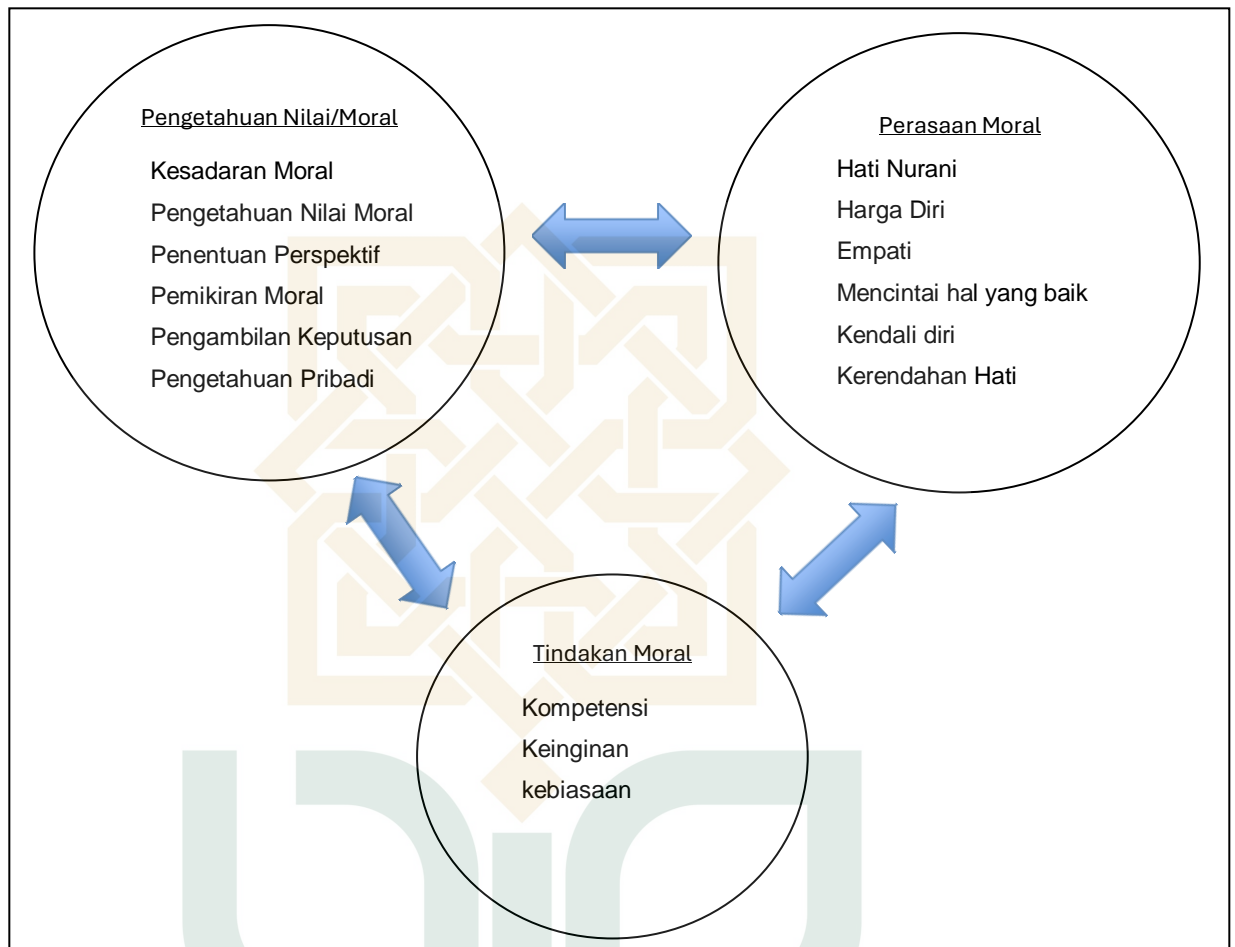 Pengetahuan Nilai/Moral
Kesadaran Moral
Pengetahuan Nilai Moral
Penentuan Perspektif
Pemikiran Moral
Pengambilan Keputusan
Pengetahuan Pribadi
Perasaan Moral
Hati Nurani
Harga Diri
Empati
Mencintai hal yang baik
Kendali diri
Kerendahan Hati
Tindakan Moral
Kompetensi
Keinginan
kebiasaan